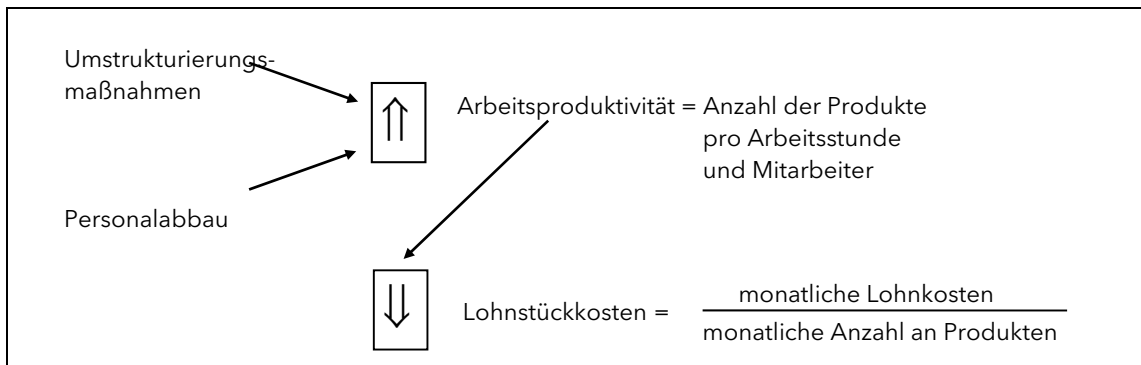 Umstrukturierungs-
maßnahmen
⇑
Arbeitsproduktivität = Anzahl der Produkte
pro Arbeitsstunde
und Mitarbeiter
Personalabbau
⇓
Lohnstückkosten =
monatliche Lohnkosten
monatliche Anzahl an Produkten